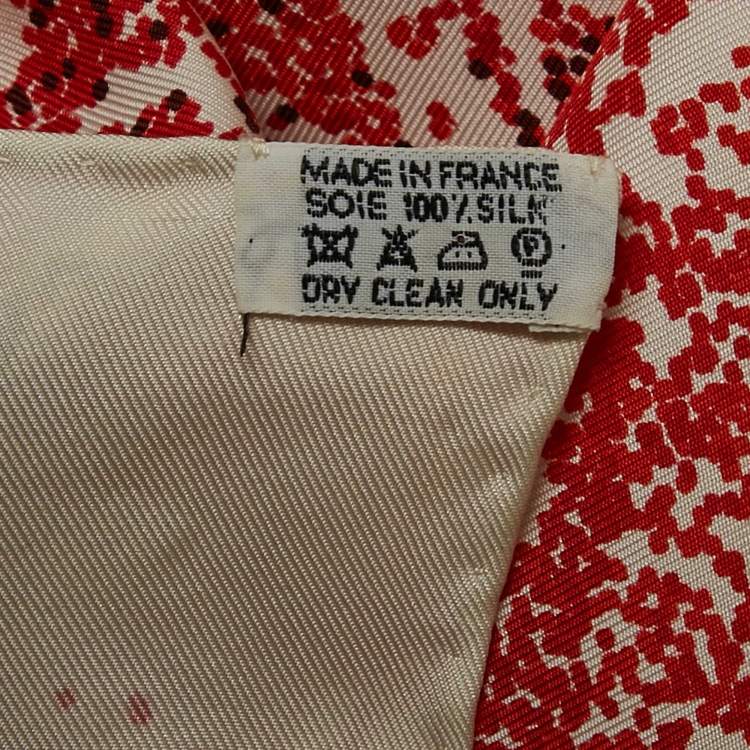 MADE IN FRANCE
SOIE 100% SILK
P
DRY CLEAN ONLY